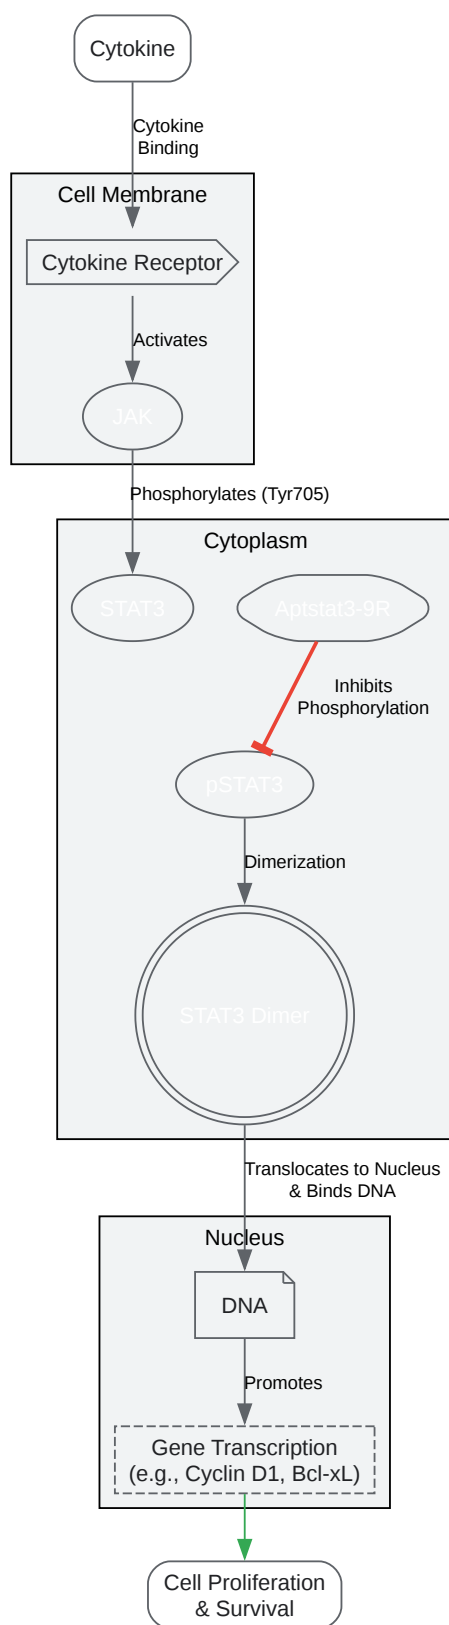 Cytokine
Cytokine
Binding
Cell Membrane
Cytokine Receptor
Activates
JAK
Phosphorylates (Tyr705)
Cytoplasm
STAT3
Aptstat3-9R
Inhibits
Phosphorylation
pSTAT3
Dimerization
STAT3 Dimer
Translocates to Nucleus
& Binds DNA
Nucleus
DNA
Promotes
Gene Transcription
(e.g., Cyclin D1, Bcl-xL)
Cell Proliferation
& Survival